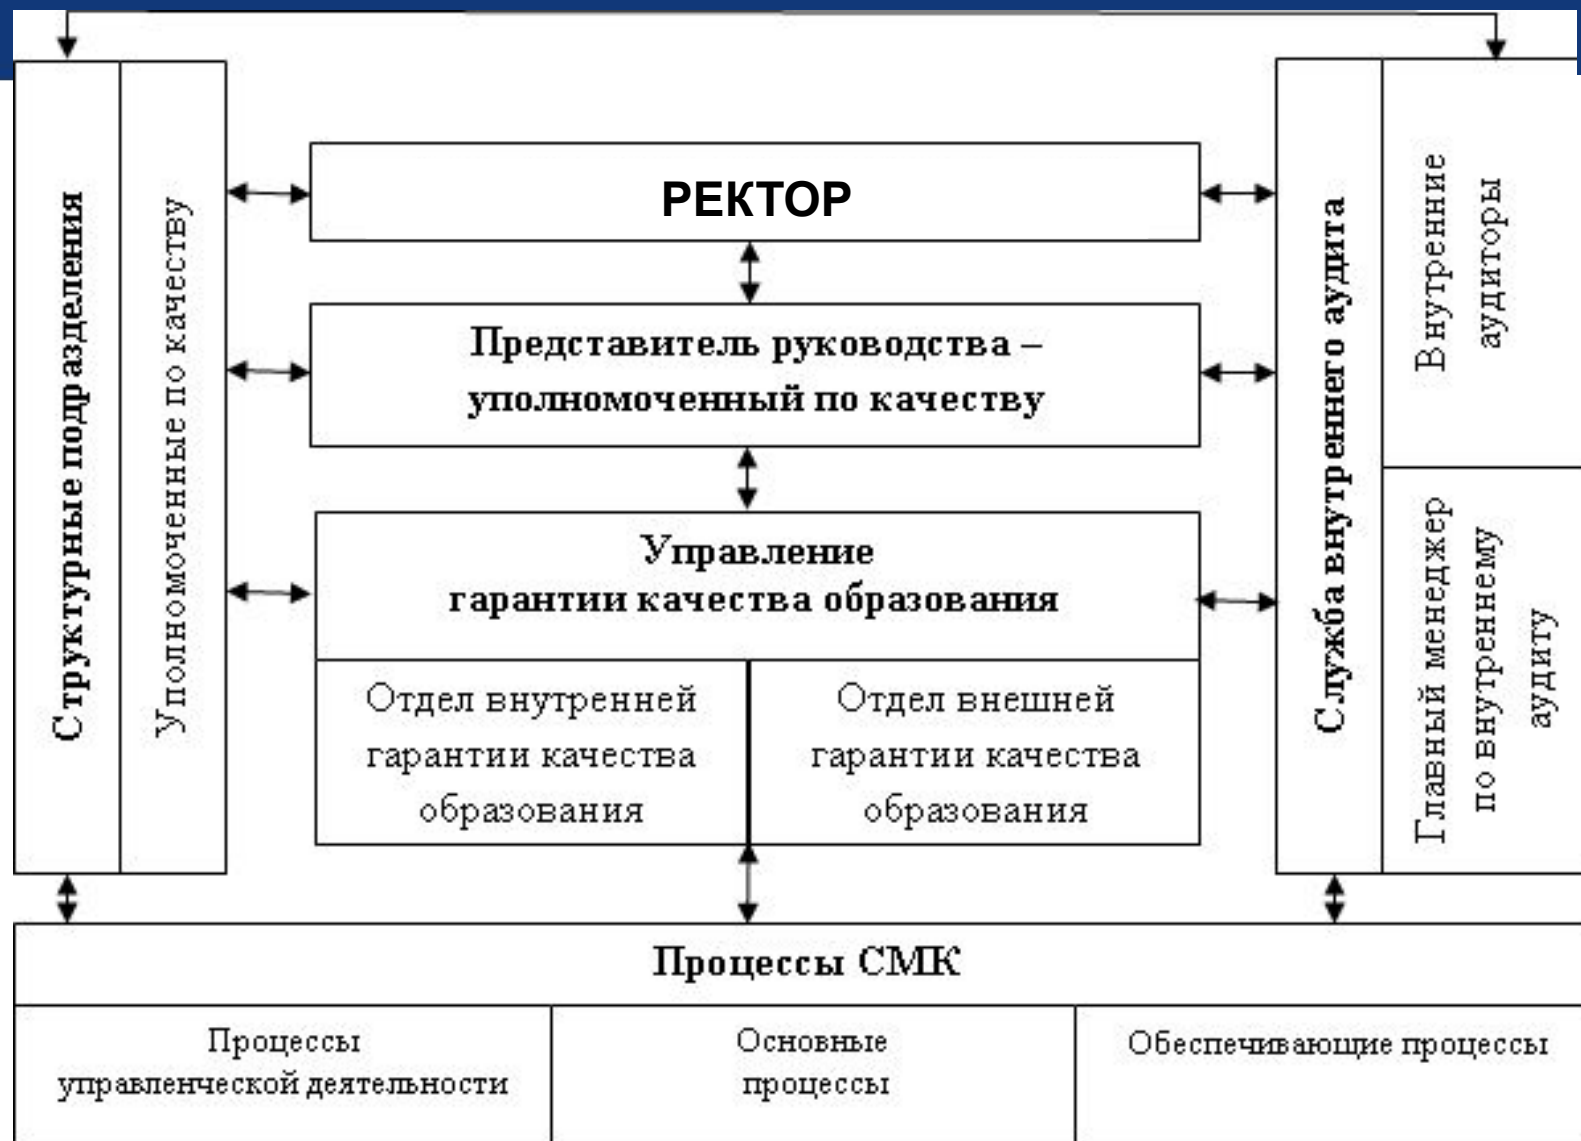 Структурные подразделения
Уполномоченные по качеству
РЕКТОР
Представитель руководства –
уполномоченный по качеству
Управление
гарантии качества образования
Отдел внутренней
гарантии качества
образования
Отдел внешней
гарантии качества
образования
Служба внутреннего аудита
Внутренние
аудиторы
Главный менеджер
по внутреннему
аудиту
Процессы СМК
Процессы
управленческой деятельности
Основные
процессы
Обеспечивающие процессы